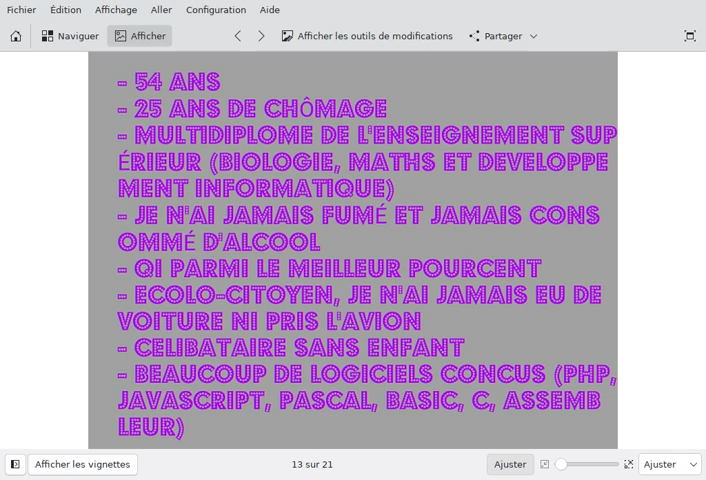 Fichier Édition Affichage Aller Configuration Aide
Naviguer Afficher Afficher les outils de modifications Partager
- 54 ANS
- 25 ANS DE CHÔMAGE
- MULTIDIPLOME DE L'ENSEIGNEMENT SUP
ÉRIEUR (BIOLOGIE, MATHS ET DEVELOPPE
MENT INFORMATIQUE)
- JE N'AI JAMAIS FUMÉ ET JAMAIS CONS
OMMÉ D'ALCOOL
- QI PARMI LE MEILLEUR POURCENT
- ECOLO-CITOYEN, JE N'AI JAMAIS EU DE
VOITURE NI PRIS L'AVION
- CELIBATAIRE SANS ENFANT
- BEAUCOUP DE LOGICIELS CONCUS (PHP,
JAVASCRIPT, PASCAL, BASIC, C, ASSEMB
LEUR)
Afficher les vignettes 13 sur 21 Ajuster Ajuster